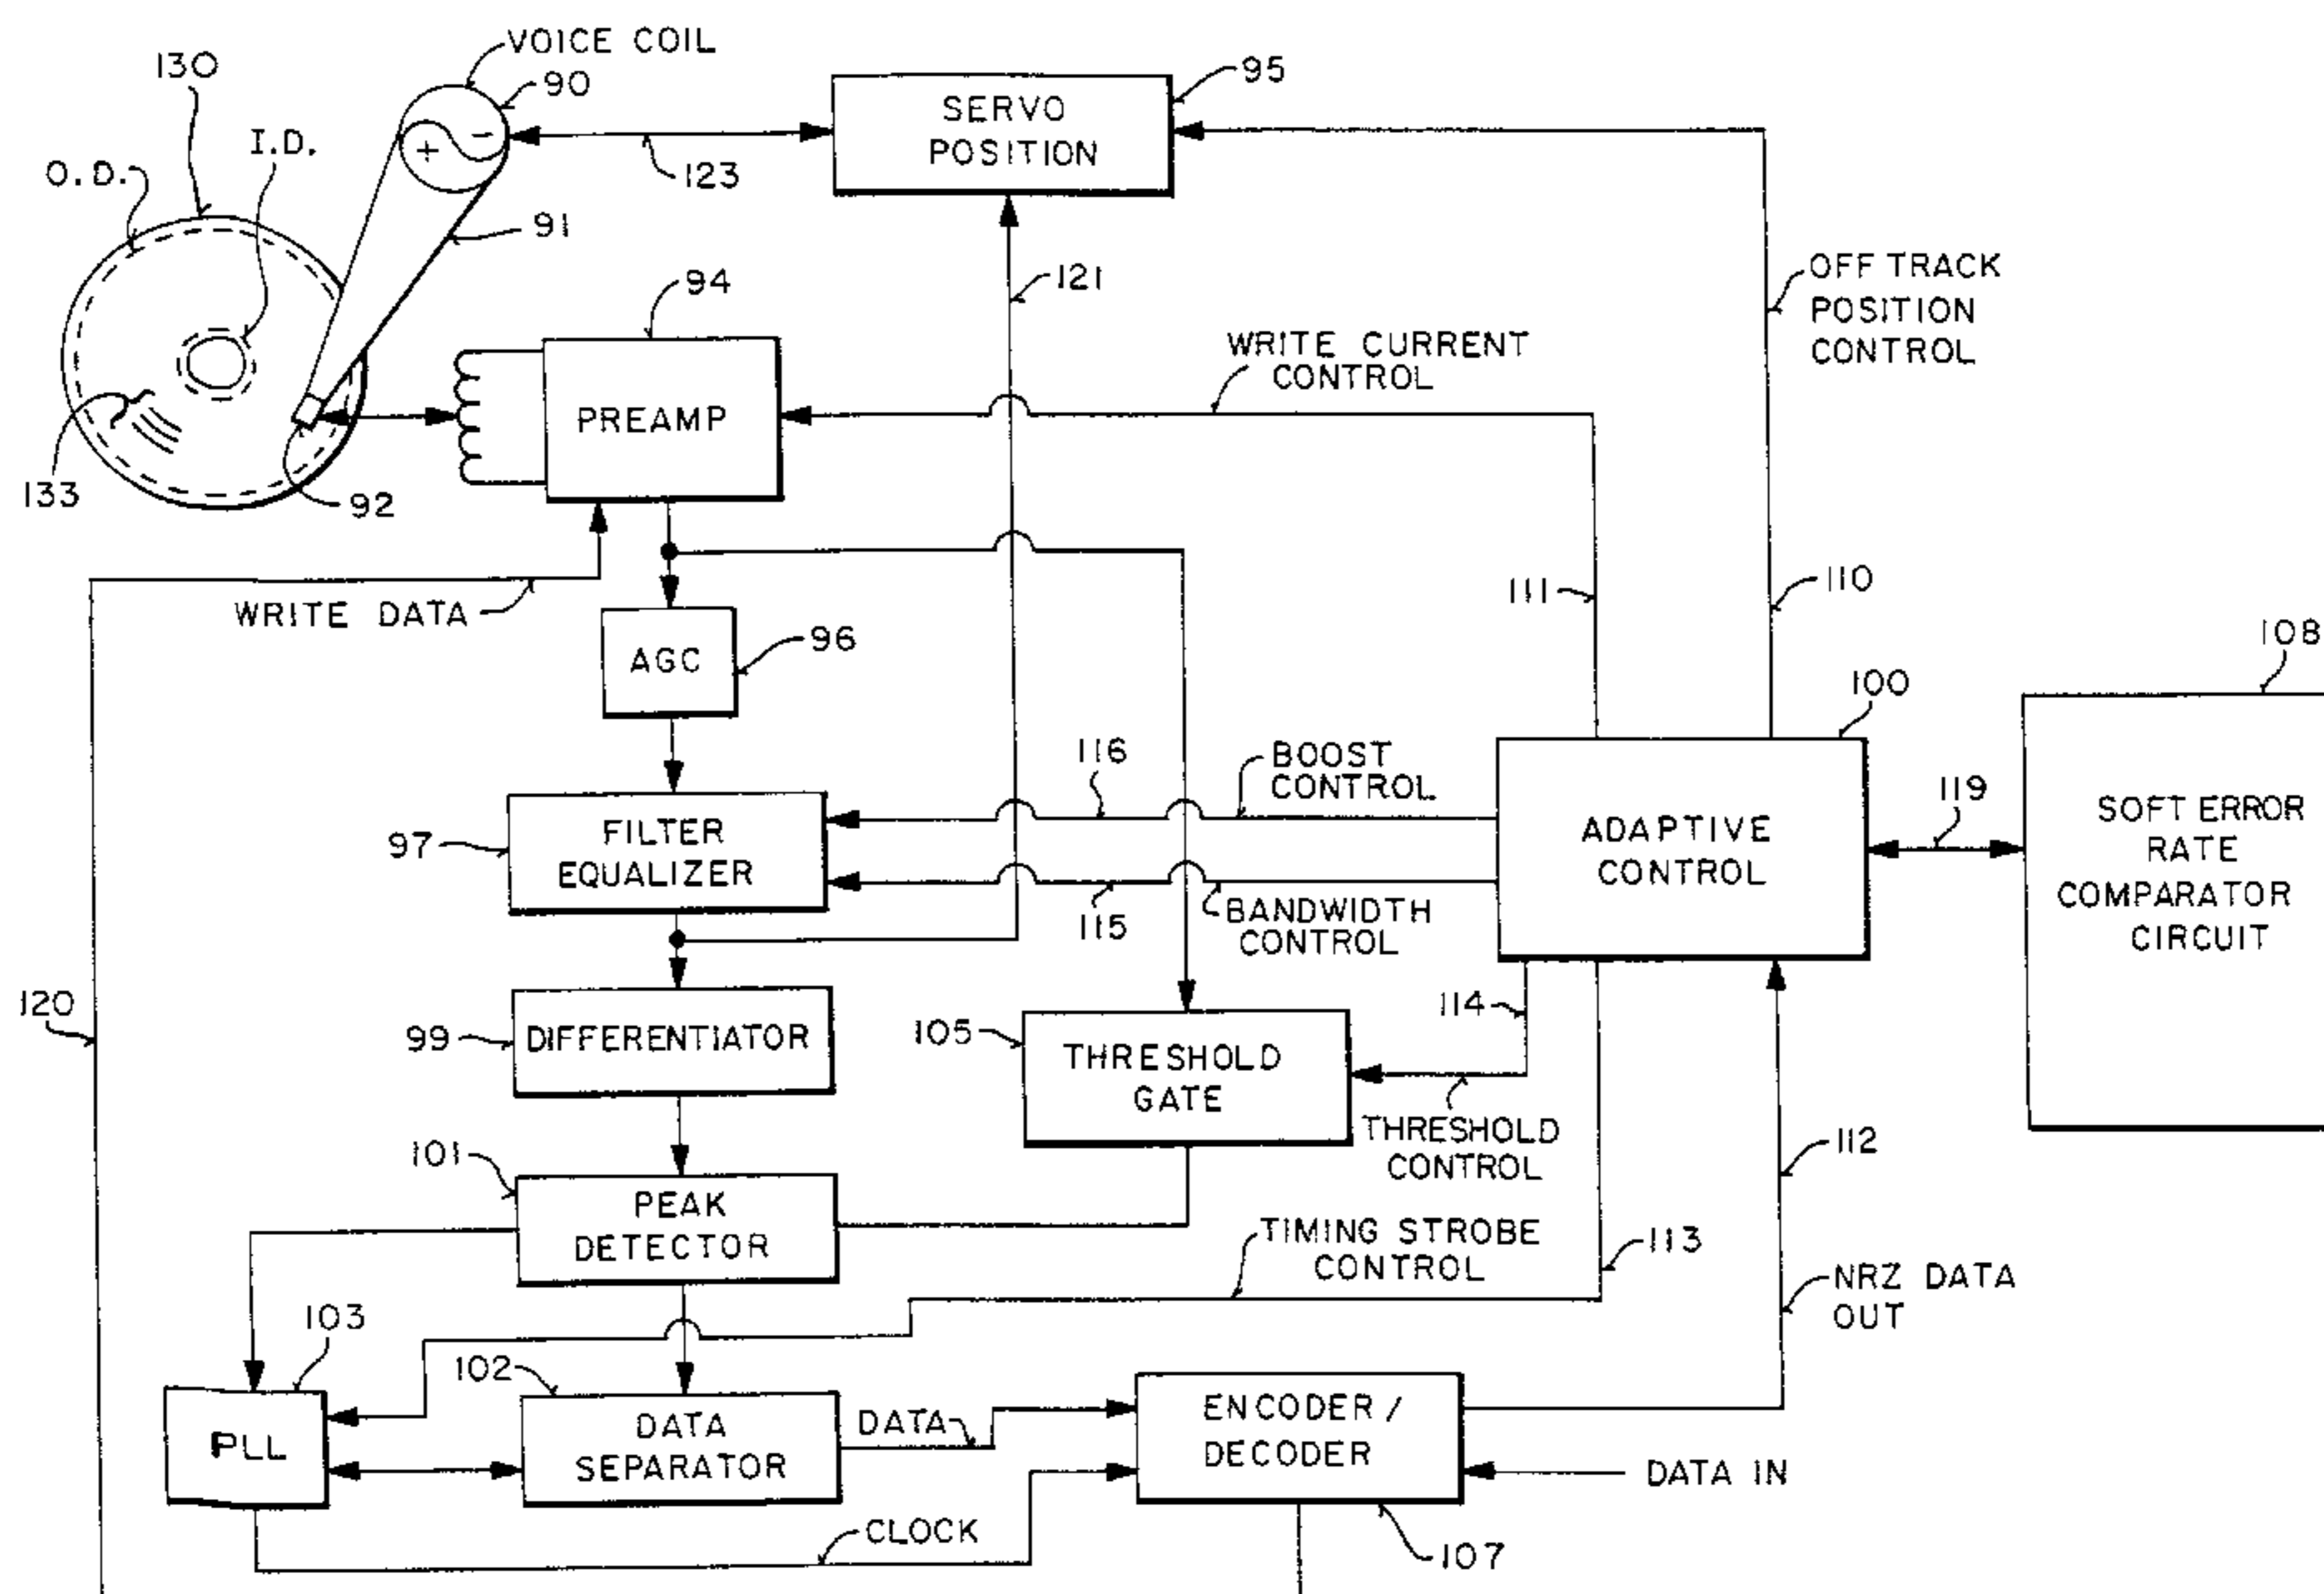 VOICE COIL
90
130
I.D.
O.D.
123
91
SERVO
POSITION
95
94
121
OFF TRACK
POSITION
CONTROL
WRITE CURRENT
CONTROL
PREAMP
133
92
WRITE DATA
111
110
AGC
96
108
100
116
BOOST
CONTROL
119
97
FILTER
EQUALIZER
ADAPTIVE
CONTROL
SOFT ERROR
RATE
COMPARATOR
CIRCUIT
115
BANDWIDTH
CONTROL
120
99
DIFFERENTIATOR
105
THRESHOLD
GATE
114
THRESHOLD
CONTROL
112
101
PEAK
DETECTOR
TIMING STROBE
CONTROL
113
NRZ DATA
OUT
103
102
PLL
DATA
SEPARATOR
DATA
ENCODER /
DECODER
DATA IN
CLOCK
107
+
-